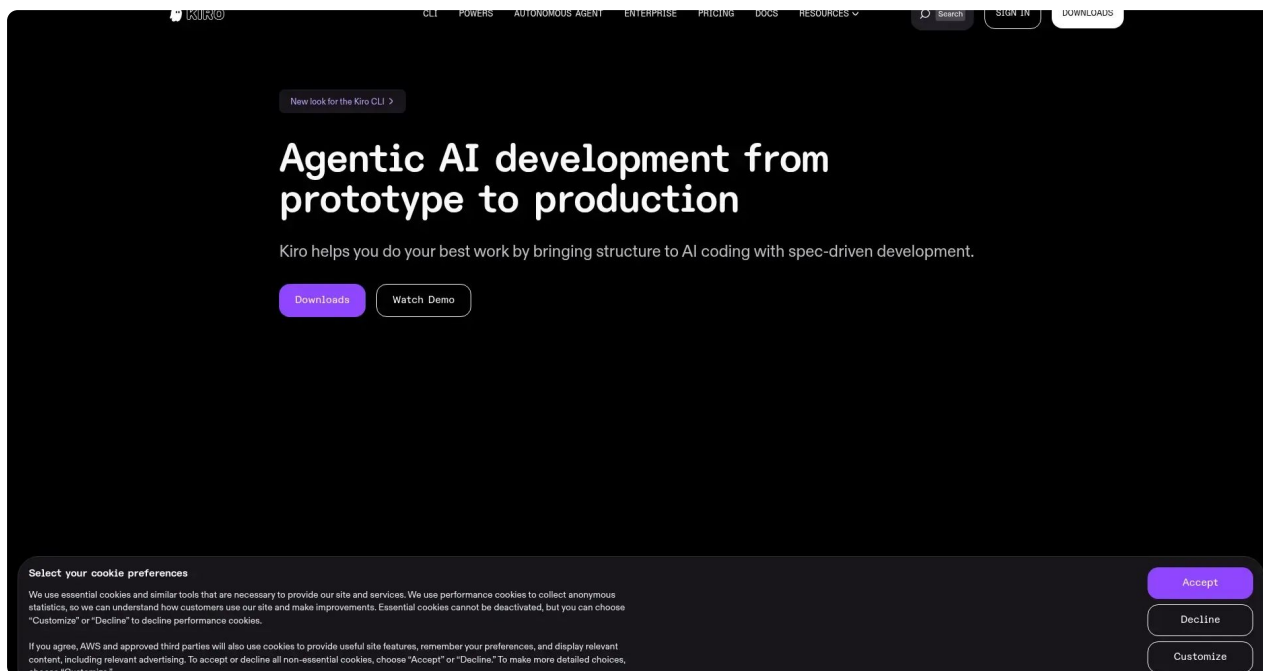 KIRO
CLI POWERS AUTONOMOUS AGENT ENTERPRISE PRICING DOCS RESOURCES Search SIGN IN DOWNLOADS
New look for the Kiro CLI
Agentic AI development from
prototype to production
Kiro helps you do your best work by bringing structure to AI coding with spec-driven development.
Downloads Watch Demo
Select your cookie preferences
We use essential cookies and similar tools that are necessary to provide our site and services. We use performance cookies to collect anonymous
statistics, so we can understand how customers use our site and make improvements. Essential cookies cannot be deactivated, but you can choose
“Customize” or “Decline” to decline performance cookies.
If you agree, AWS and approved third parties will also use cookies to provide useful site features, remember your preferences, and display relevant
content, including relevant advertising. To accept or decline all non-essential cookies, choose “Accept” or “Decline.” To make more detailed choices,
choose “Customize.”
Accept
Decline
Customize